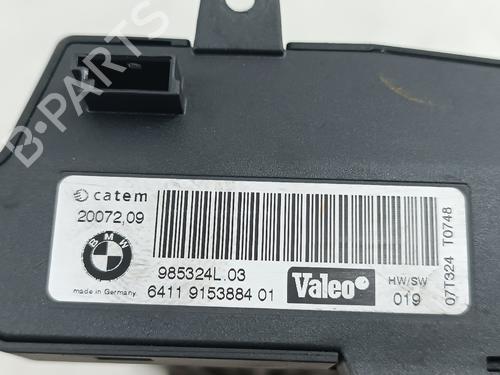 B-PARTS
catem
20072,09
BMW
made in Germany
985324L.03
6411 9153884 01
Valeo
HW/SW
019
07T324 T0748